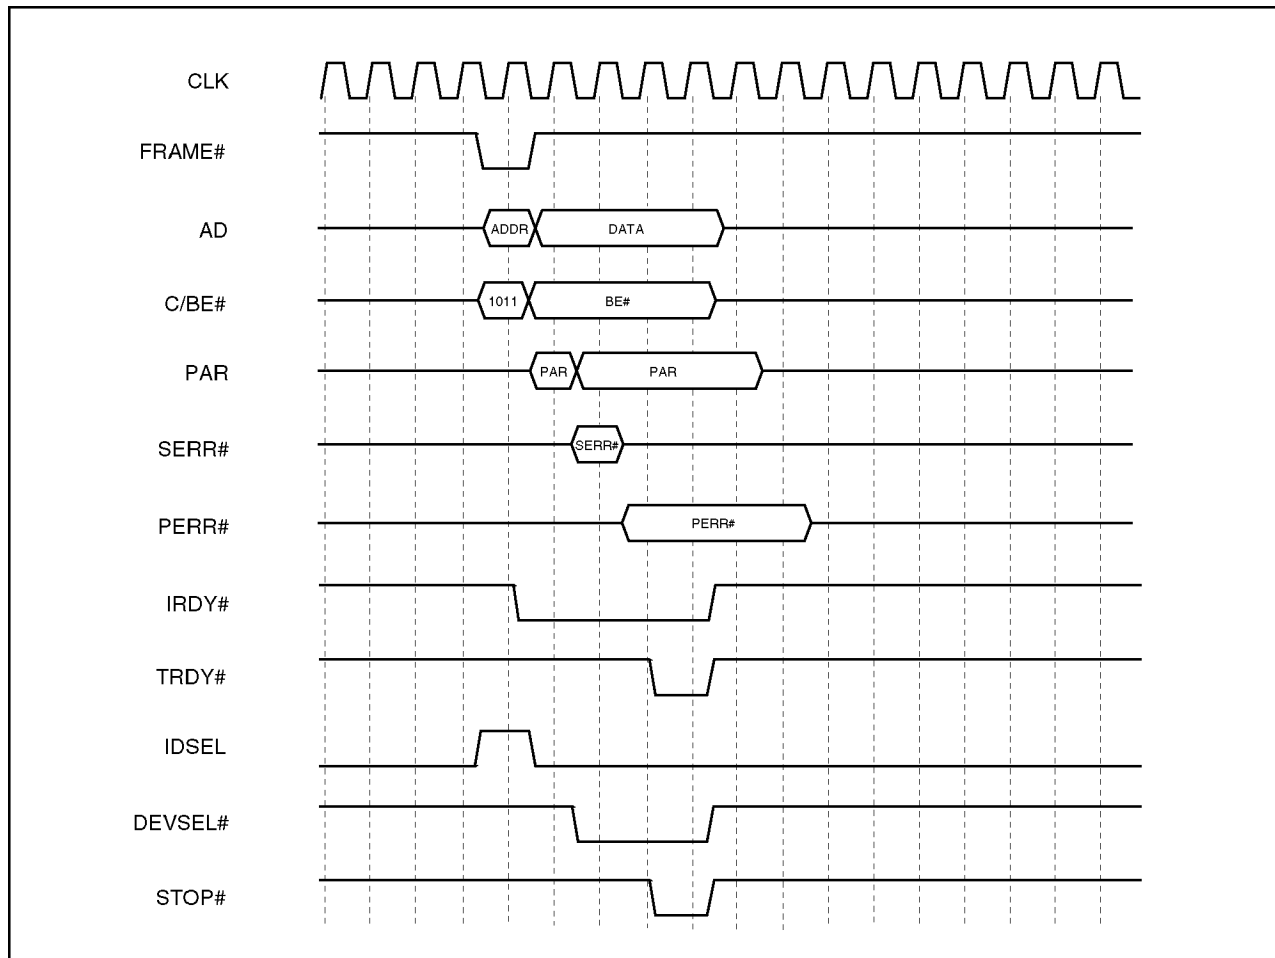 CLK
FRAME#
AD ADDR DATA
C/BE# 1011 BE#
PAR PAR PAR
SERR# SERR#
PERR# PERR#
IRDY#
TRDY#
IDSEL
DEVSEL#
STOP#